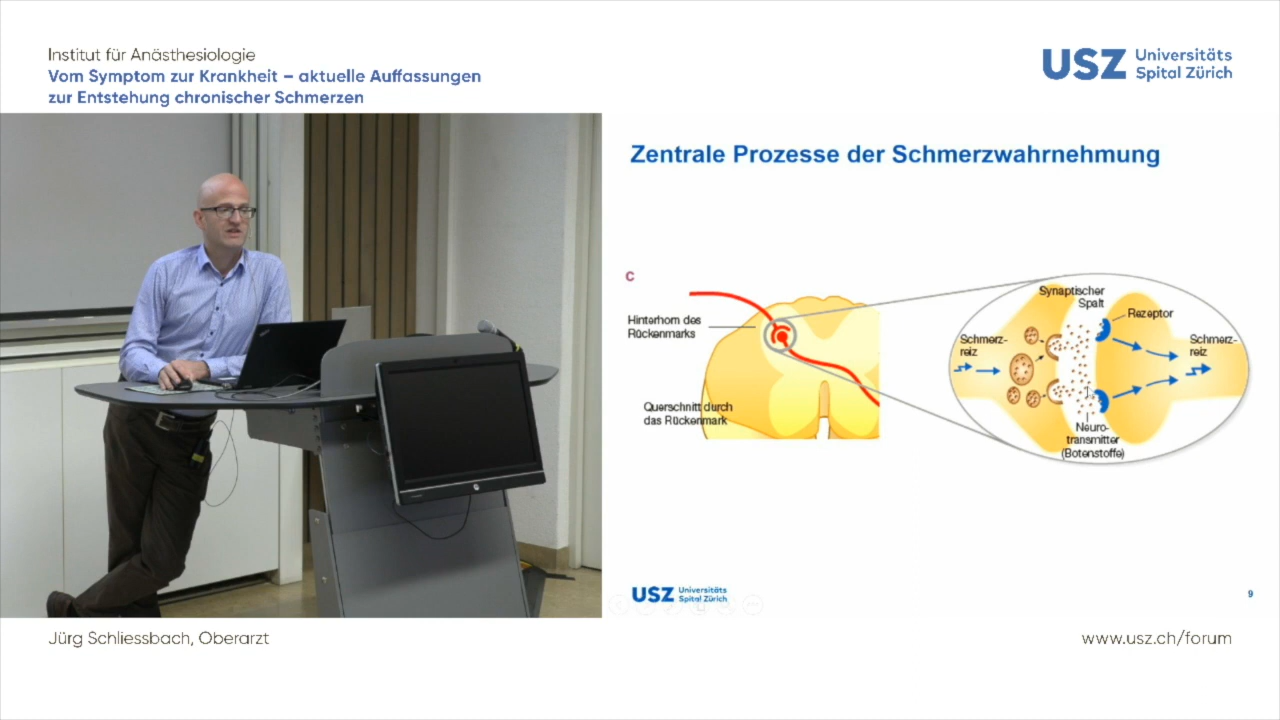 Institut für Anästhesiologie
Vom Symptom zur Krankheit – aktuelle Auffassungen
zur Entstehung chronischer Schmerzen
USZ Universitäts
Spital Zürich
Zentrale Prozesse der Schmerzwahrnehmung
C
Hinterhorn des
Rückenmarks
Querschnitt durch
das Rückenmark
Synaptischer
Spalt
Rezeptor
Schmerz-
reiz
Schmerz-
reiz
Neuro-
transmitter
(Botenstoffe)
USZ Universitäts
Spital Zürich
9
Jürg Schliessbach, Oberarzt
www.usz.ch/forum